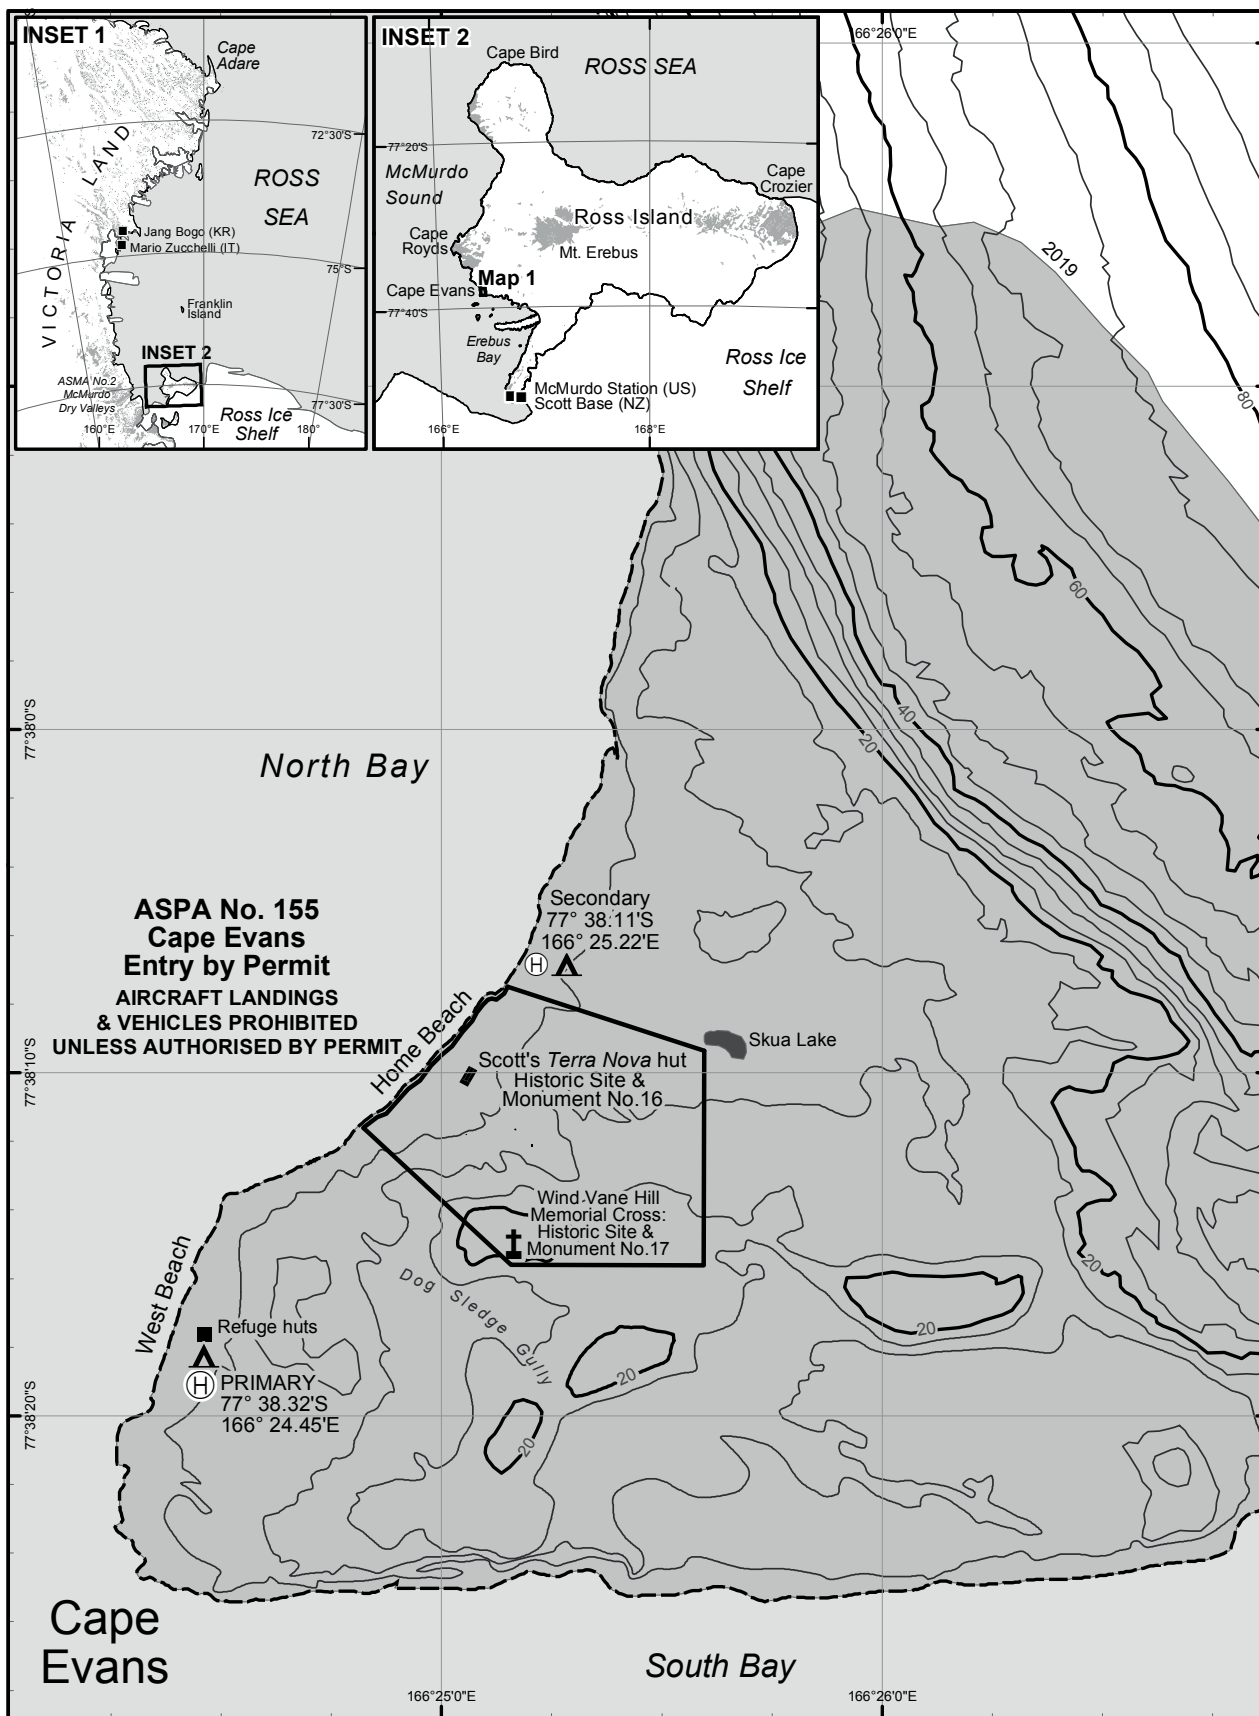 INSET 1
Cape
Adare
72°30'S
VICTORIA LAND
ROSS
SEA
Jang Bogo (KR)
Mario Zucchelli (IT)
75°S
Franklin
Island
INSET 2
ASMA No.2
McMurdo
Dry Valleys
77°30'S
Ross Ice
Shelf
160°E
170°E
180°
INSET 2
Cape Bird
ROSS SEA
77°20'S
McMurdo
Sound
Cape
Crozier
Ross Island
Cape
Royds
Mt. Erebus
Map 1
Cape Evans
77°40'S
Erebus
Bay
Ross Ice
Shelf
McMurdo Station (US)
Scott Base (NZ)
166°E
168°E
166°26'0"E
2019
80
60
40
20
77°38'0"S
North Bay
ASPA No. 155
Cape Evans
Entry by Permit
AIRCRAFT LANDINGS
& VEHICLES PROHIBITED
UNLESS AUTHORISED BY PERMIT
Secondary
77° 38.11'S
166° 25.22'E
H
Home Beach
Skua Lake
Scott's Terra Nova hut
Historic Site &
Monument No.16
77°38'10"S
Wind Vane Hill
Memorial Cross:
Historic Site &
Monument No.17
20
West Beach
Dog Sledge Gully
20
Refuge huts
20
H
PRIMARY
77° 38.32'S
166° 24.45'E
20
77°38'20"S
Cape
Evans
South Bay
166°25'0"E
166°26'0"E